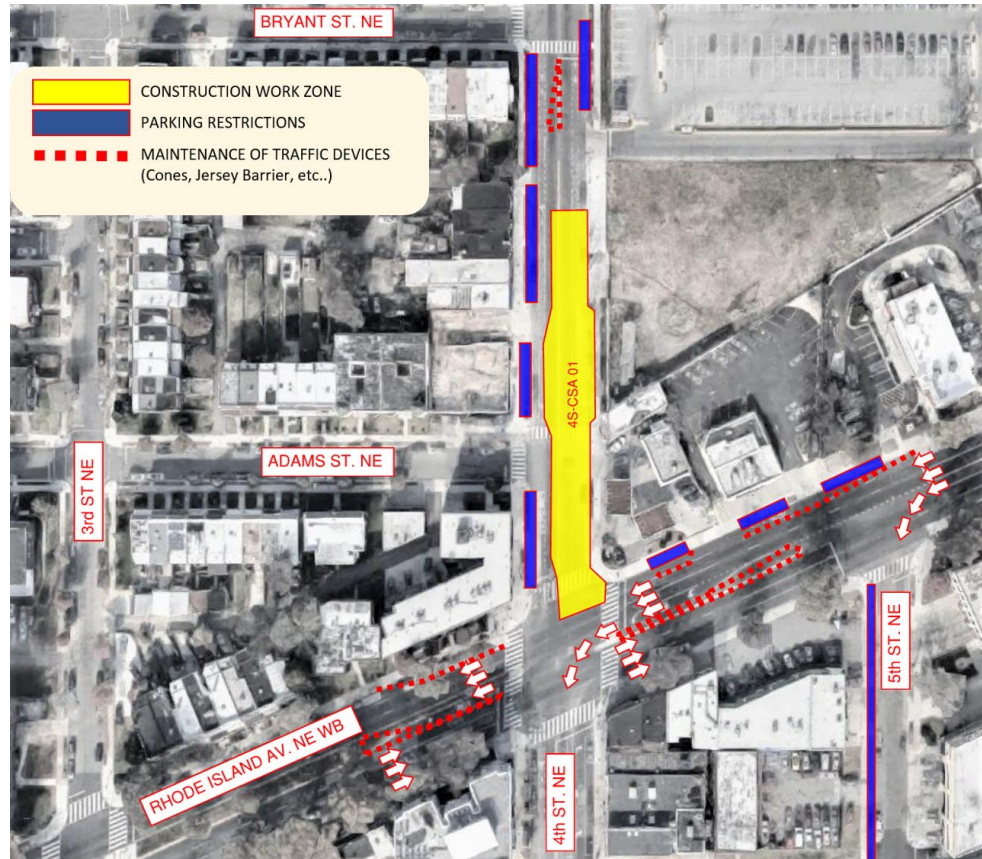 BRYANT ST. NE
CONSTRUCTION WORK ZONE
PARKING RESTRICTIONS
MAINTENANCE OF TRAFFIC DEVICES
(Cones, Jersey Barrier, etc..)
4S-CSA 01
ADAMS ST. NE
3rd ST NE
5th ST. NE
RHODE ISLAND AV. NE WB
4th ST. NE